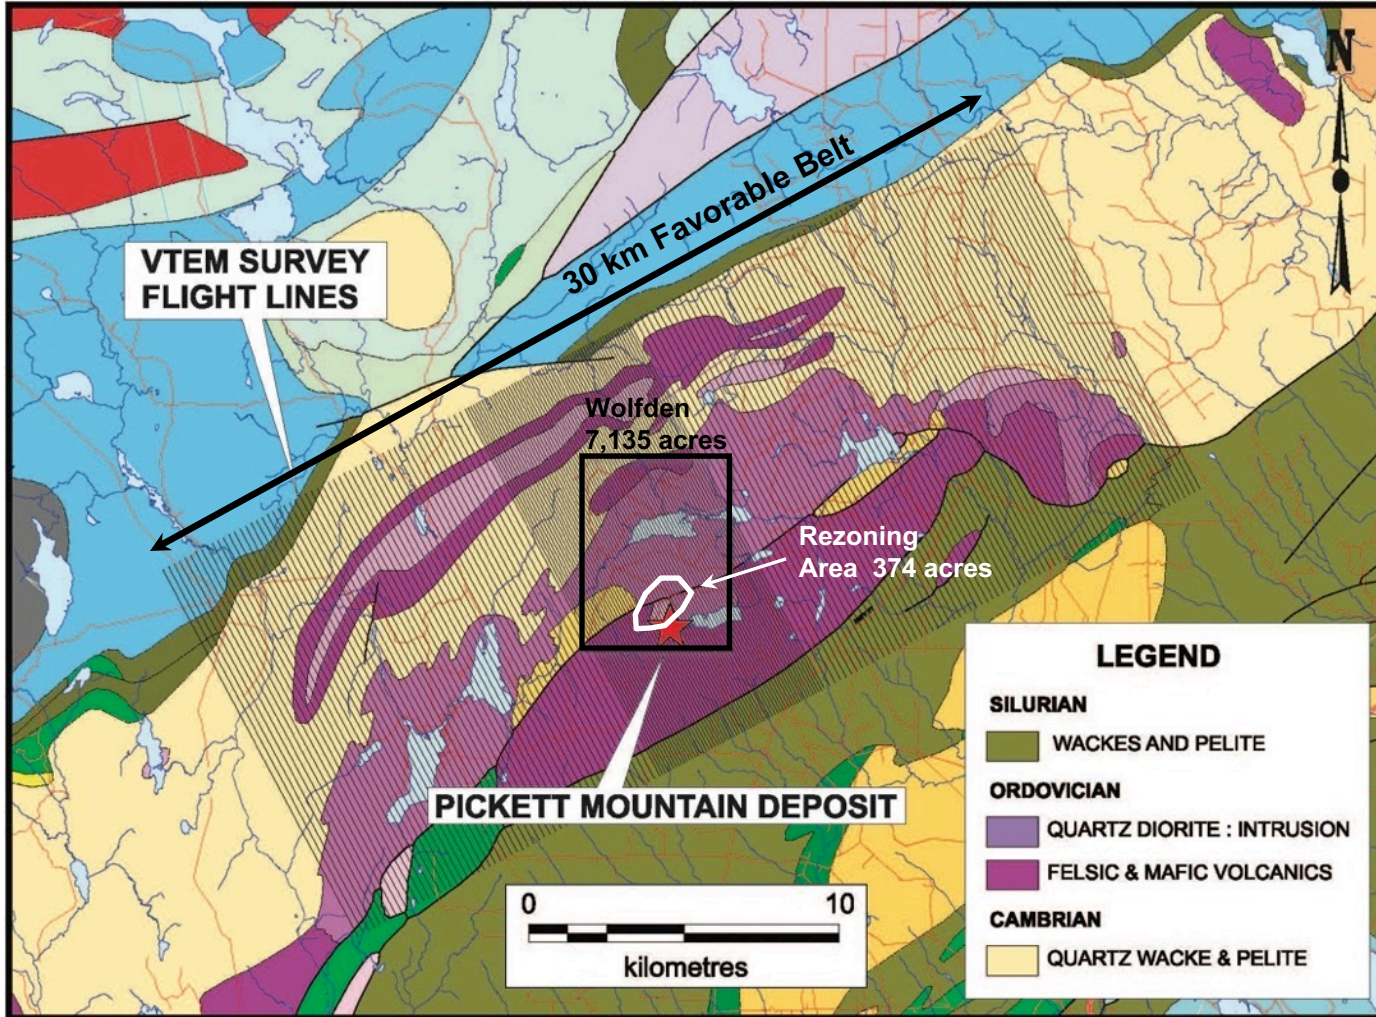 N
30 km Favorable Belt
VTEM SURVEY
FLIGHT LINES
Wolfden
7,135 acres
Rezoning
Area 374 acres
PICKETT MOUNTAIN DEPOSIT
0 10
kilometres
LEGEND
SILURIAN
WACKES AND PELITE
ORDOVICIAN
QUARTZ DIORITE : INTRUSION
FELSIC & MAFIC VOLCANICS
CAMBRIAN
QUARTZ WACKE & PELITE